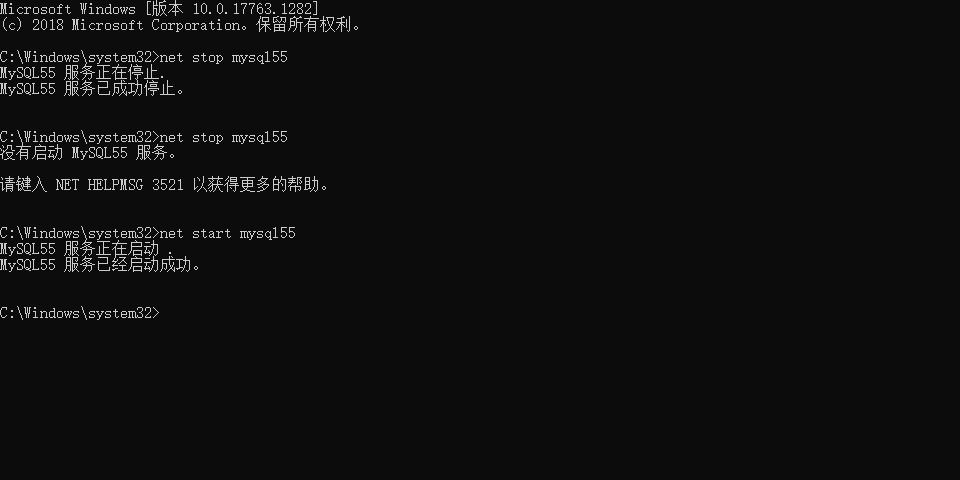 Microsoft Windows [版本 10.0.17763.1282]
(c) 2018 Microsoft Corporation。保留所有权利。
C:\Windows\system32>net stop mysql55
MySQL55 服务正在停止.
MySQL55 服务已成功停止。
C:\Windows\system32>net stop mysql55
没有启动 MySQL55 服务。
请键入 NET HELPMSG 3521 以获得更多的帮助。
C:\Windows\system32>net start mysql55
MySQL55 服务正在启动 .
MySQL55 服务已经启动成功。
C:\Windows\system32>